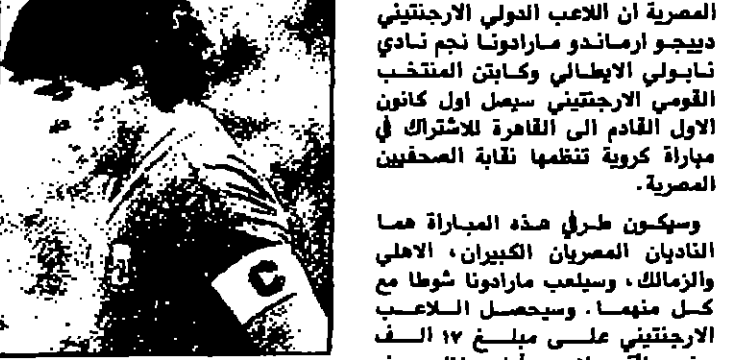 المصرية ان اللاعب الدولي الارجنتيني
دييجو ارماندو مارادونا نجم نادي
نابولي الايطالي وكابتن المنتخب
القومي الارجنتيني سيصل اول كانون
الاول القادم الى القاهرة للاشتراك في
مباراة كروية تنظمها نقابة الصحفيين
المصرية.
وسيكون طرفي هذه المباراة هما
الناديان المصريان الكبيران، الاهلي
والزمالك، وسيلعب مارادونا شوطا مع
كل منهما. وسيحصل اللاعب
الارجنتيني على مبلغ ١٧ الف
C